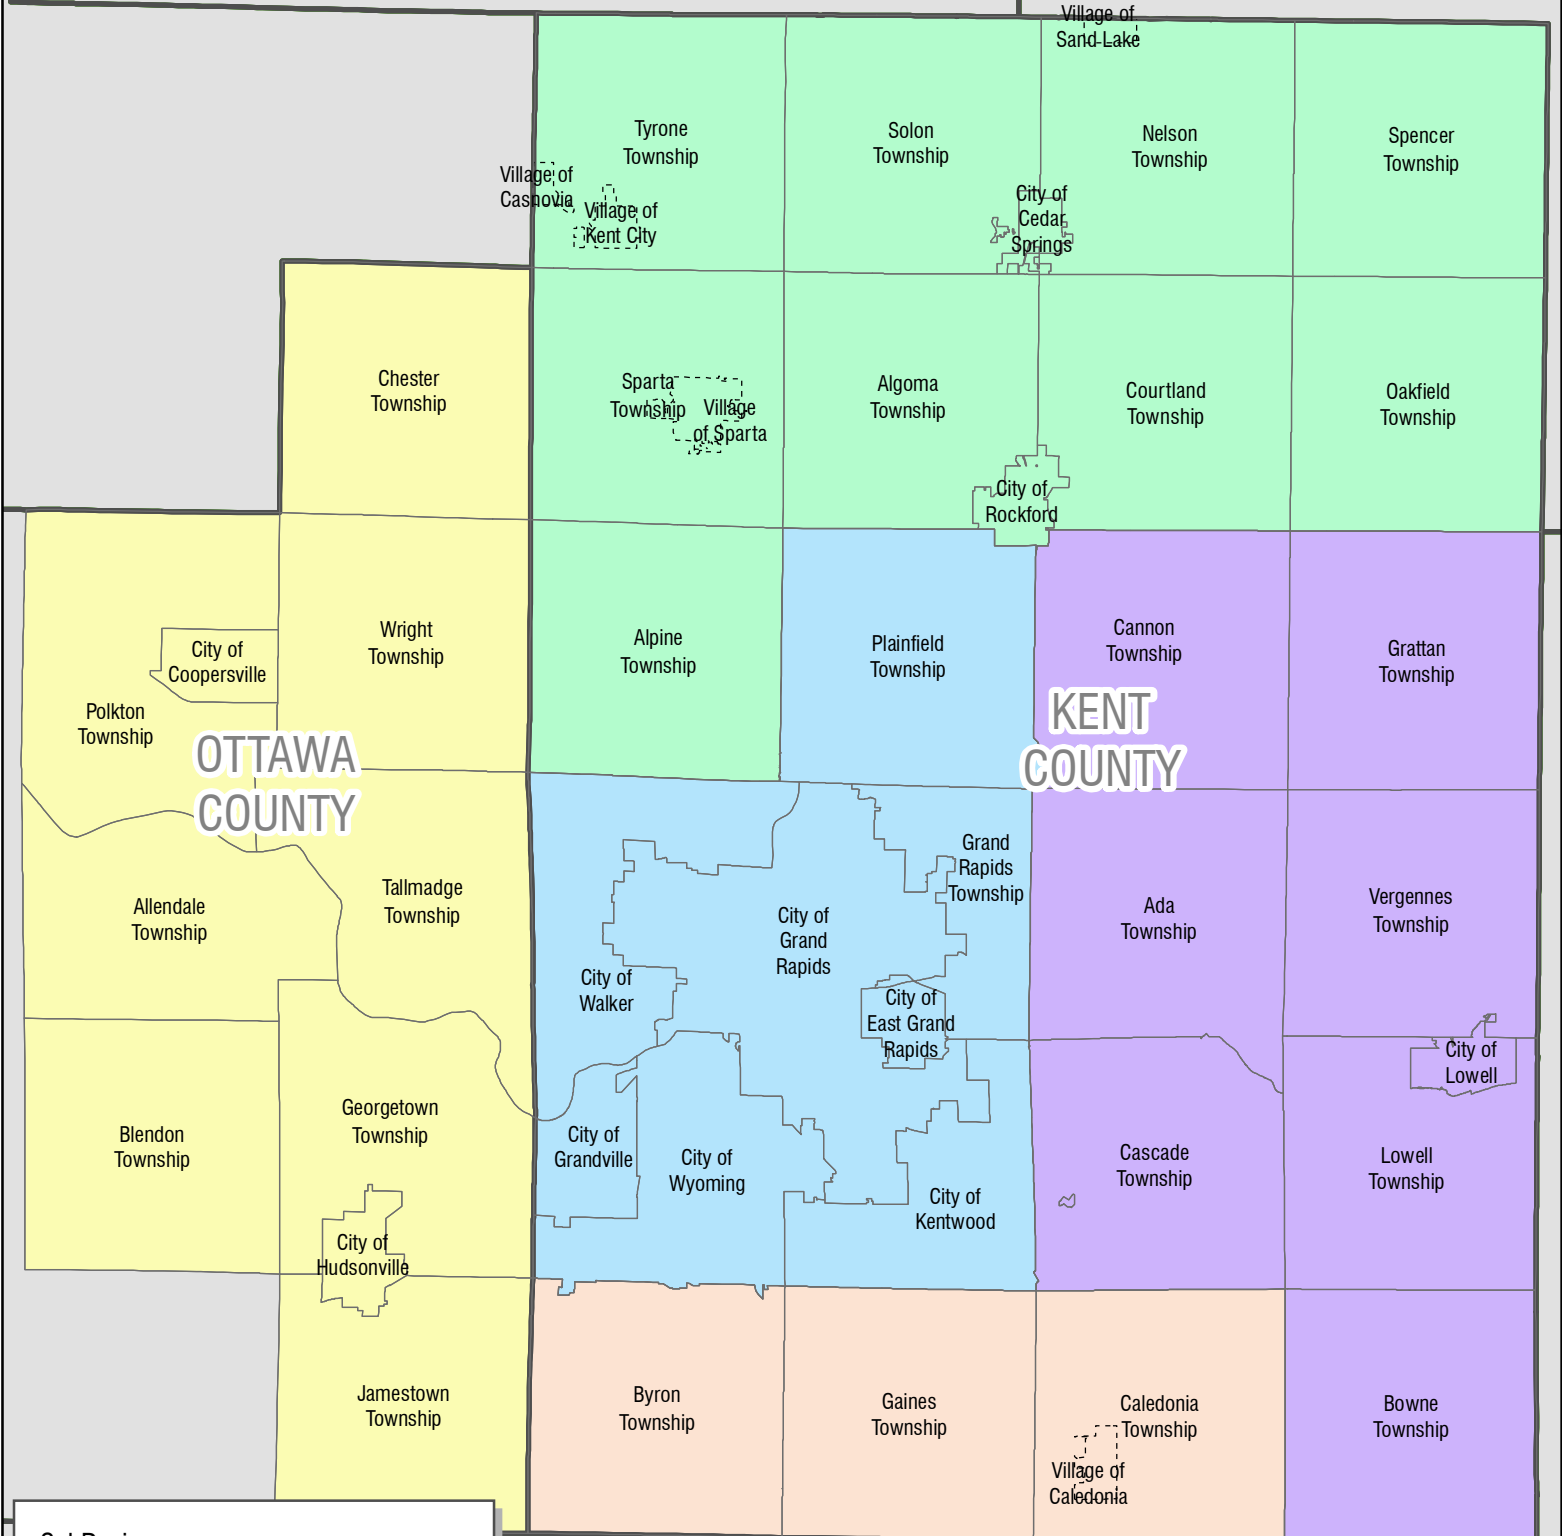 Village of
Sand Lake
Tyrone
Township
Solon
Township
Nelson
Township
Spencer
Township
Village of
Casnovia
Village of
Kent City
City of
Cedar
Springs
Chester
Township
Sparta
Township
Village
of Sparta
Algoma
Township
Courtland
Township
Oakfield
Township
City of
Rockford
Wright
Township
Alpine
Township
Plainfield
Township
Cannon
Township
Grattan
Township
City of
Coopersville
Polkton
Township
OTTAWA
COUNTY
KENT
COUNTY
Allendale
Township
Tallmadge
Township
City of
Walker
City of
Grand
Rapids
Grand
Rapids
Township
Ada
Township
Vergennes
Township
City of
East Grand
Rapids
City of
Lowell
Blendon
Township
Georgetown
Township
City of
Grandville
City of
Wyoming
City of
Kentwood
Cascade
Township
Lowell
Township
City of
Hudsonville
Jamestown
Township
Byron
Township
Gaines
Township
Caledonia
Township
Village of
Caledonia
Bowne
Township